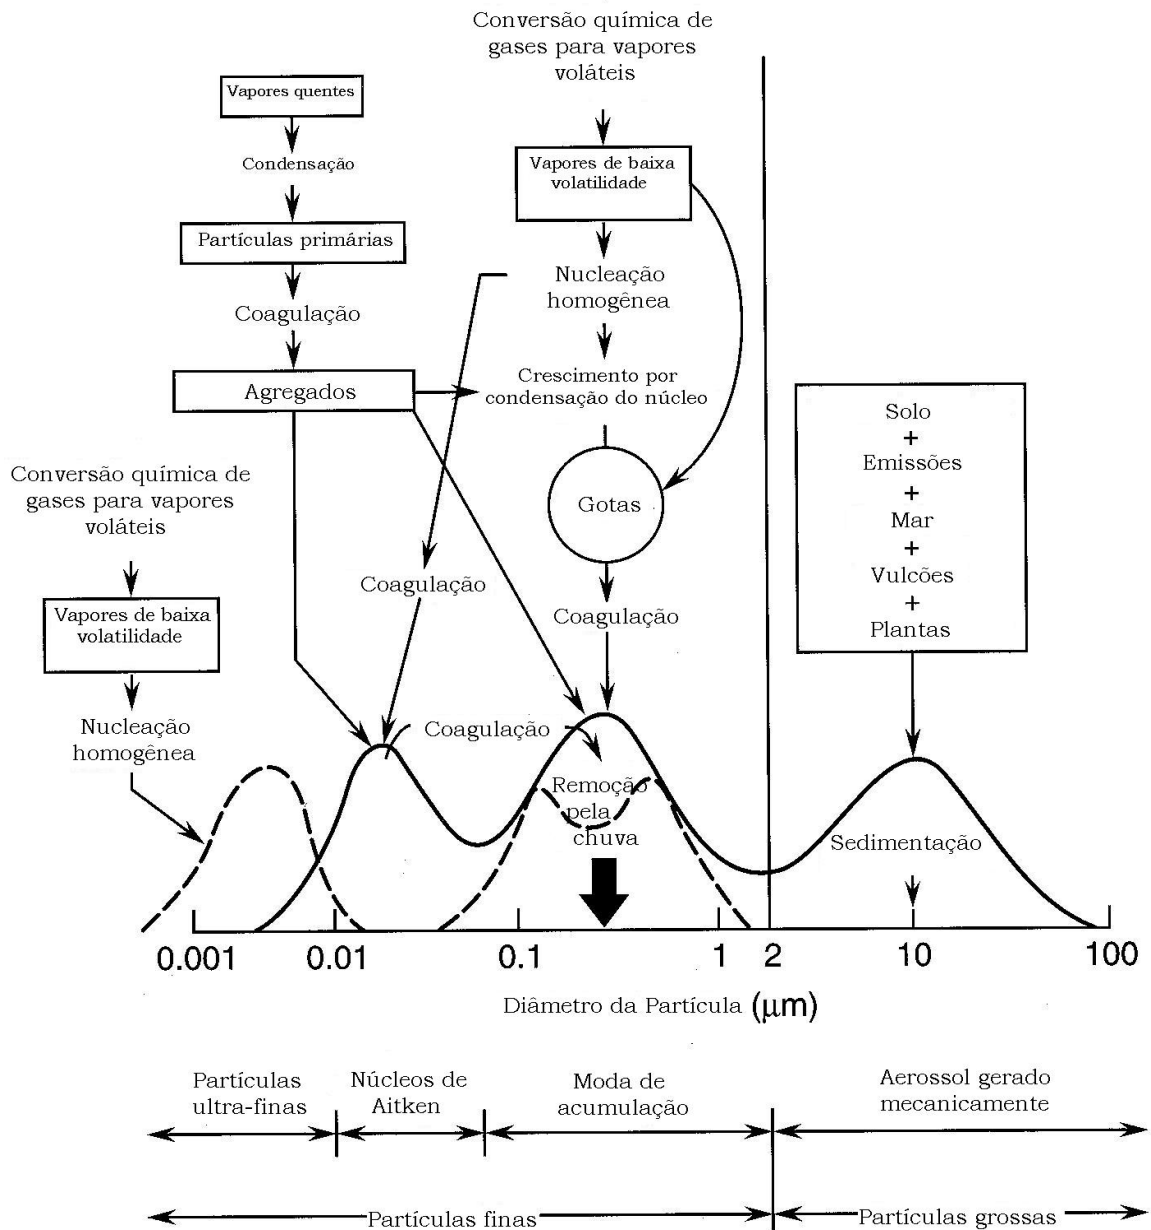 Conversão química de
gases para vapores
voláteis
Vapores quentes
Condensação
Partículas primárias
Coagulação
Agregados
Vapores de baixa
volatilidade
Nucleação
homogênea
Crescimento por
condensação do núcleo
Gotas
Coagulação
Coagulação
Conversão química de
gases para vapores
voláteis
Vapores de baixa
volatilidade
Nucleação
homogênea
Coagulação
Remoção
pela
chuva
Solo
+
Emissões
+
Mar
+
Vulcões
+
Plantas
Sedimentação
0.001 0.01 0.1 1 2 10 100
Diâmetro da Partícula (μm)
Partículas
ultra-finas
Núcleos de
Aitken
Moda de
acumulação
Aerossol gerado
mecanicamente
Partículas finas
Partículas grossas